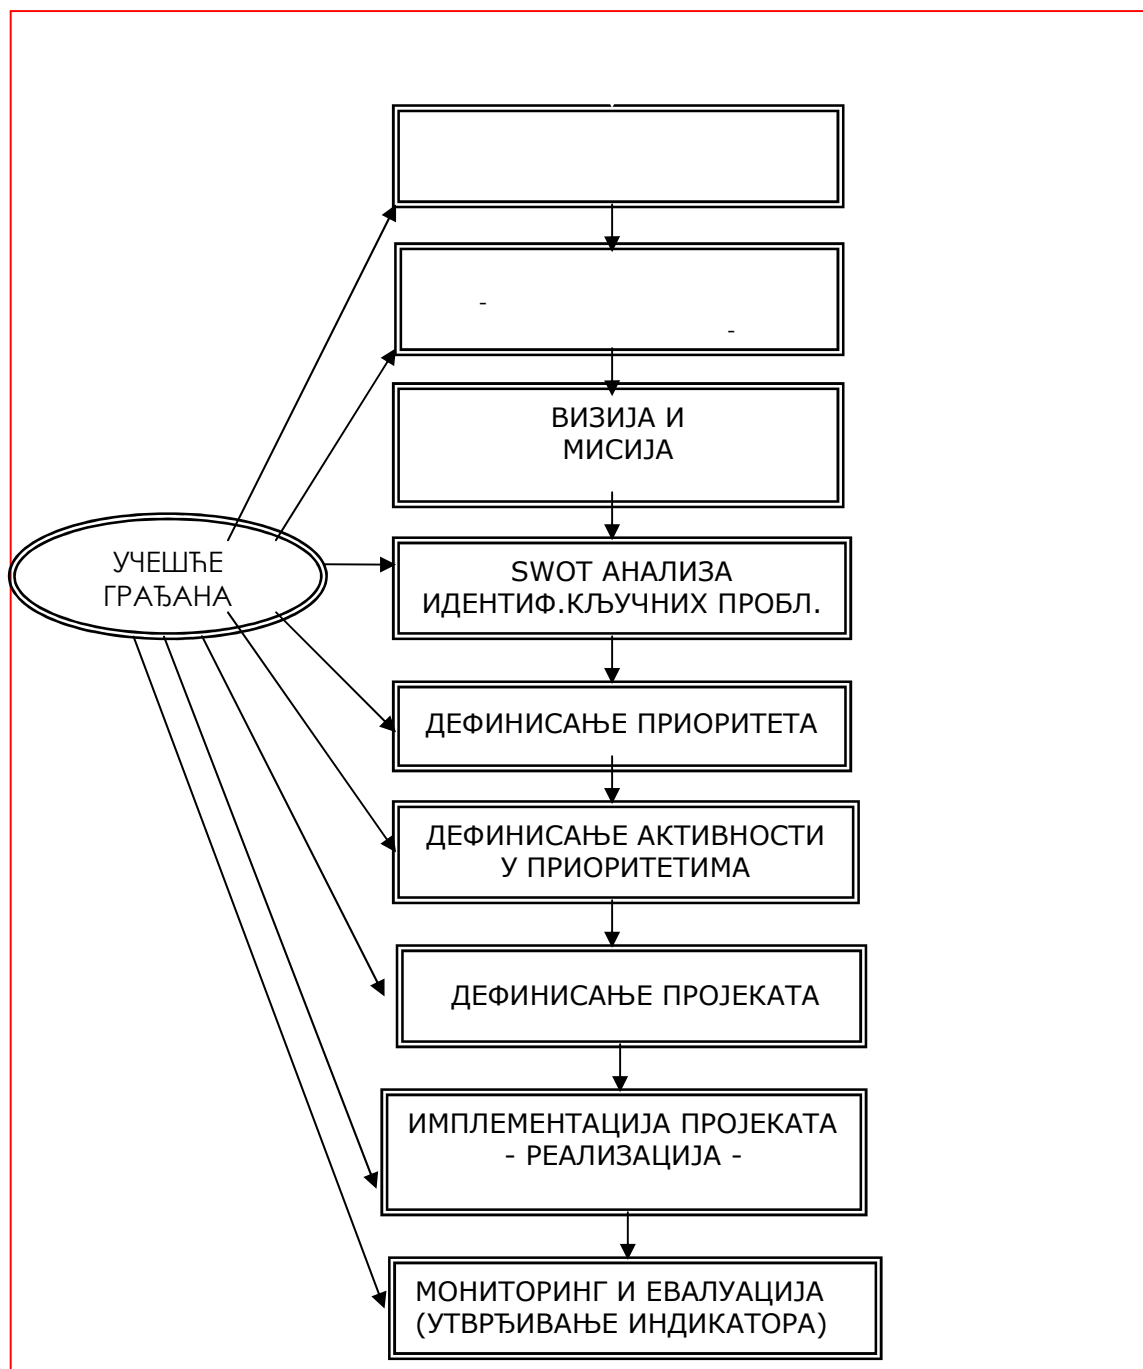 -
-
ВИЗИЈА И
МИСИЈА
УЧЕШЋЕ
ГРАЂАНА
SWOT АНАЛИЗА
ИДЕНТИФ.КЉУЧНИХ ПРОБЛ.
ДЕФИНИСАЊЕ ПРИОРИТЕТА
ДЕФИНИСАЊЕ АКТИВНОСТИ
У ПРИОРИТЕТИМА
ДЕФИНИСАЊЕ ПРОЈЕКАТА
ИМПЛЕМЕНТАЦИЈА ПРОЈЕКАТА
- РЕАЛИЗАЦИЈА -
МОНИТОРИНГ И ЕВАЛУАЦИЈА
(УТВРЂИВАЊЕ ИНДИКАТОРА)